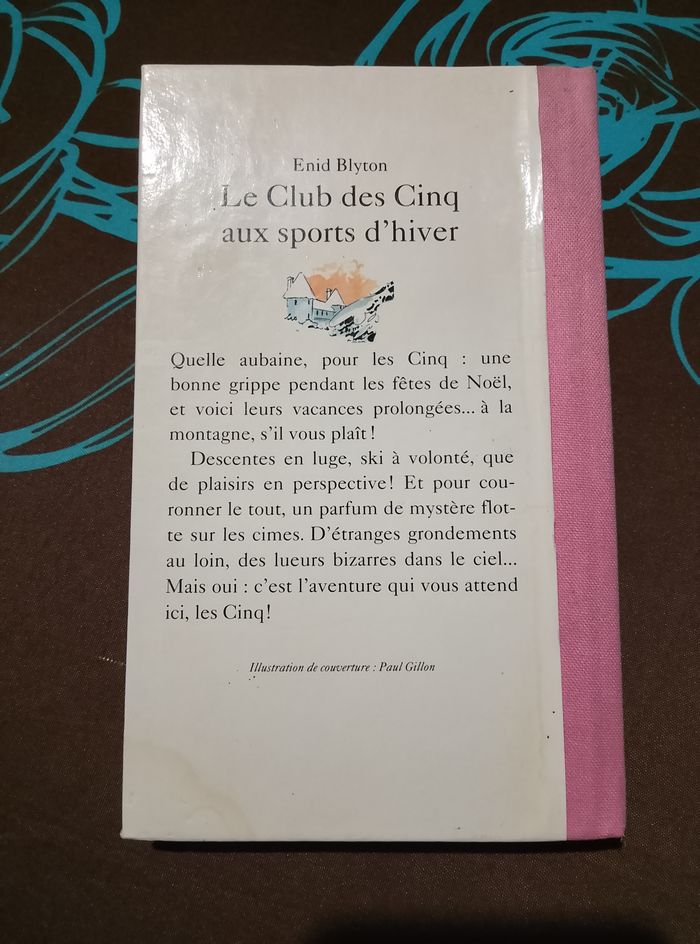 Enid Blyton
Le Club des Cinq
aux sports d'hiver
Quelle aubaine, pour les Cinq : une
bonne grippe pendant les fêtes de Noël,
et voici leurs vacances prolongées... à la
montagne, s'il vous plaît !
Descentes en luge, ski à volonté, que
de plaisirs en perspective ! Et pour cou-
ronner le tout, un parfum de mystère flot-
te sur les cimes. D'étranges grondements
au loin, des lueurs bizarres dans le ciel...
Mais oui : c'est l'aventure qui vous attend
ici, les Cinq !
Illustration de couverture : Paul Gillon